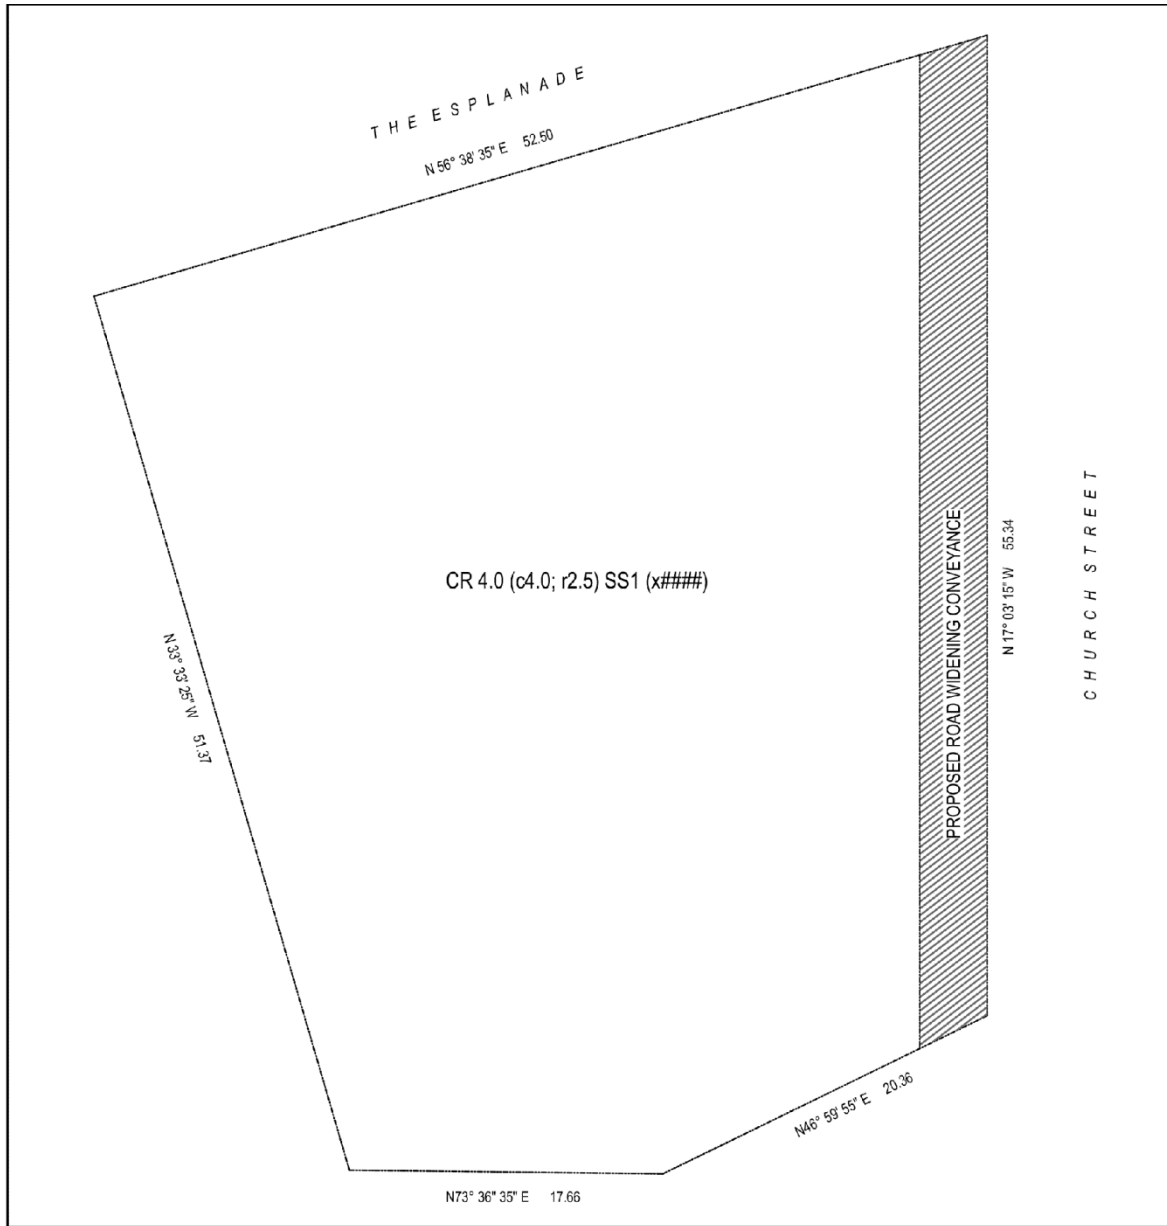 THE ESPLANADE
N 56° 38' 35" E 52.50
CR 4.0 (c4.0; r2.5) SS1 (x####)
N 33° 33' 25" W 51.37
PROPOSED ROAD WIDENING CONVEYANCE
N 17° 03' 15" W 55.34
CHURCH STREET
N46° 59' 55" E 20.36
N73° 36" 35" E 17.66